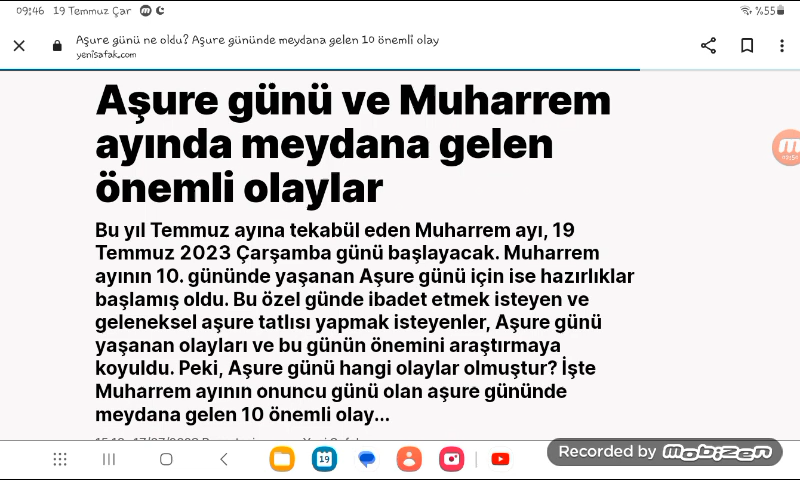 09:46 19 Temmuz Çar
%55
Aşure günü ne oldu? Aşure gününde meydana gelen 10 önemli olay
yenisafak.com
Aşure günü ve Muharrem
ayında meydana gelen
önemli olaylar
Bu yıl Temmuz ayına tekabül eden Muharrem ayı, 19
Temmuz 2023 Çarşamba günü başlayacak. Muharrem
ayının 10. gününde yaşanan Aşure günü için ise hazırlıklar
başlamış oldu. Bu özel günde ibadet etmek isteyen ve
geleneksel aşure tatlısı yapmak isteyenler, Aşure günü
yaşanan olayları ve bu günün önemini araştırmaya
koyuldu. Peki, Aşure günü hangi olaylar olmuştur? İşte
Muharrem ayının onuncu günü olan aşure gününde
meydana gelen 10 önemli olay...
19
Recorded by mobizen